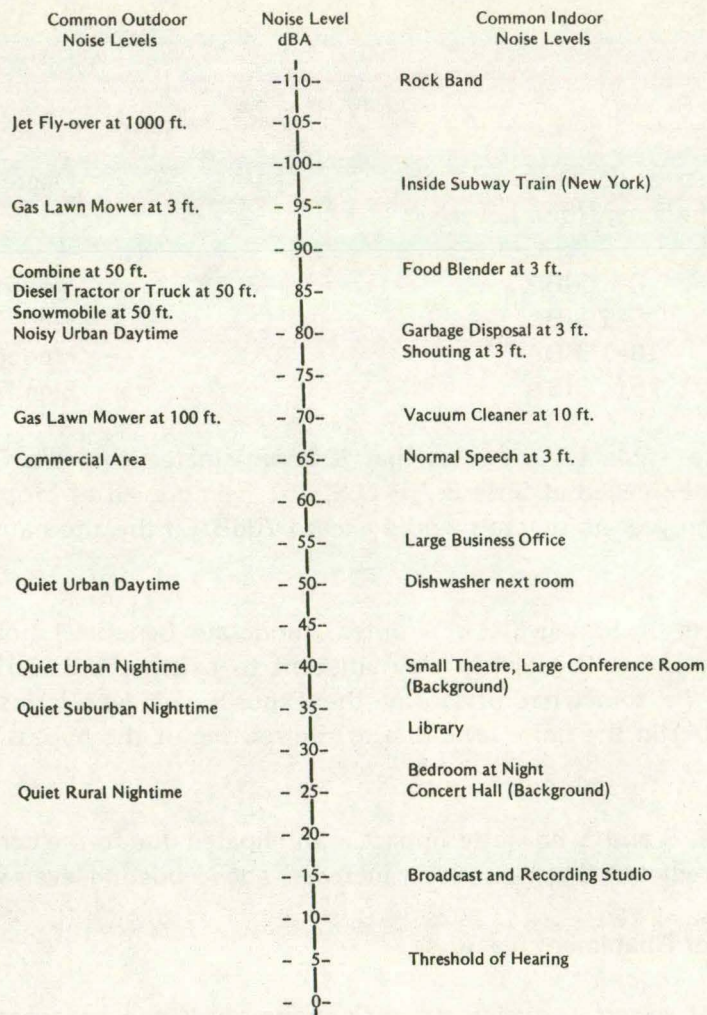 Common Outdoor Noise Level Common Indoor
Noise Levels dBA Noise Levels
-110- Rock Band
Jet Fly-over at 1000 ft. -105-
-100-
Inside Subway Train (New York)
Gas Lawn Mower at 3 ft. - 95-
- 90-
Combine at 50 ft. Food Blender at 3 ft.
Diesel Tractor or Truck at 50 ft. - 85-
Snowmobile at 50 ft.
Noisy Urban Daytime - 80- Garbage Disposal at 3 ft.
Shouting at 3 ft.
- 75-
Gas Lawn Mower at 100 ft. - 70- Vacuum Cleaner at 10 ft.
Commercial Area - 65- Normal Speech at 3 ft.
- 60-
- 55- Large Business Office
Quiet Urban Daytime - 50- Dishwasher next room
- 45-
Quiet Urban Nightime - 40- Small Theatre, Large Conference Room
(Background)
Quiet Suburban Nighttime - 35-
Library
- 30-
Bedroom at Night
Quiet Rural Nightime - 25- Concert Hall (Background)
- 20-
- 15- Broadcast and Recording Studio
- 10-
- 5- Threshold of Hearing
- 0-